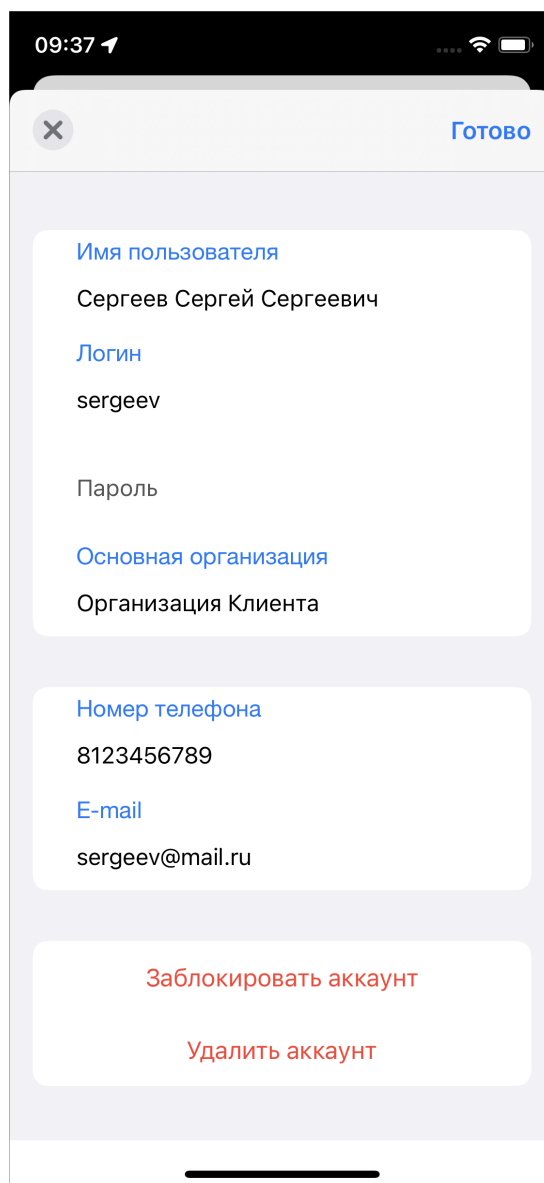 09:37
Готово
Имя пользователя
Сергеев Сергей Сергеевич
Логин
sergeev
Пароль
Основная организация
Организация Клиента
Номер телефона
8123456789
E-mail
sergeev@mail.ru
Заблокировать аккаунт
Удалить аккаунт